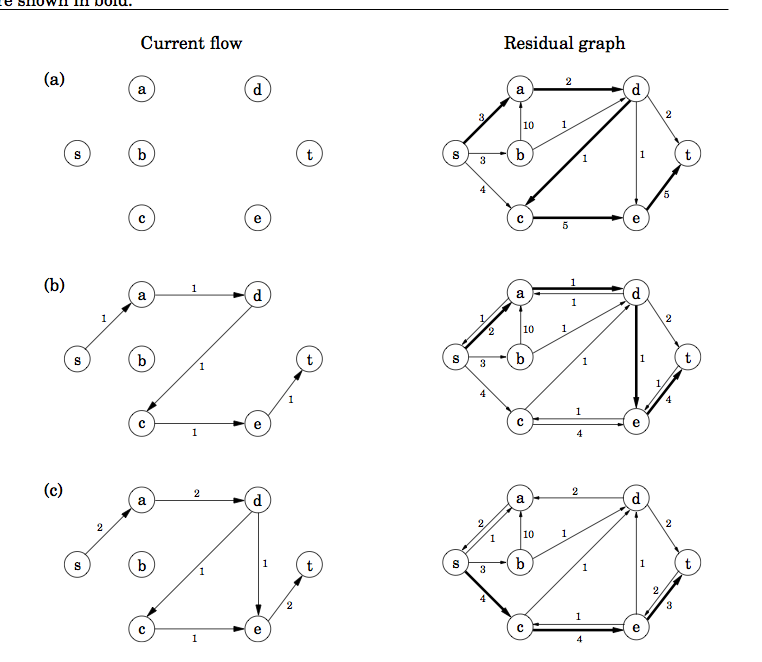 re shown in bold.
Current flow Residual graph
(a)
a d a 2 d
3 10 1 2
s b t s 3 b 1 1 t
4 5
c e c 5 e
(b)
a 1 d a 1 1 d
1 1 2 10 1 2
s b 1 t s 3 b 1 1 t
1 4 1 4
c 1 e c 1 4 e
(c)
a 2 d a 2 d
2 2 1 10 1 2
s b 1 1 t s 3 b 1 1 t
2 4 2 3
c 1 e c 1 4 e